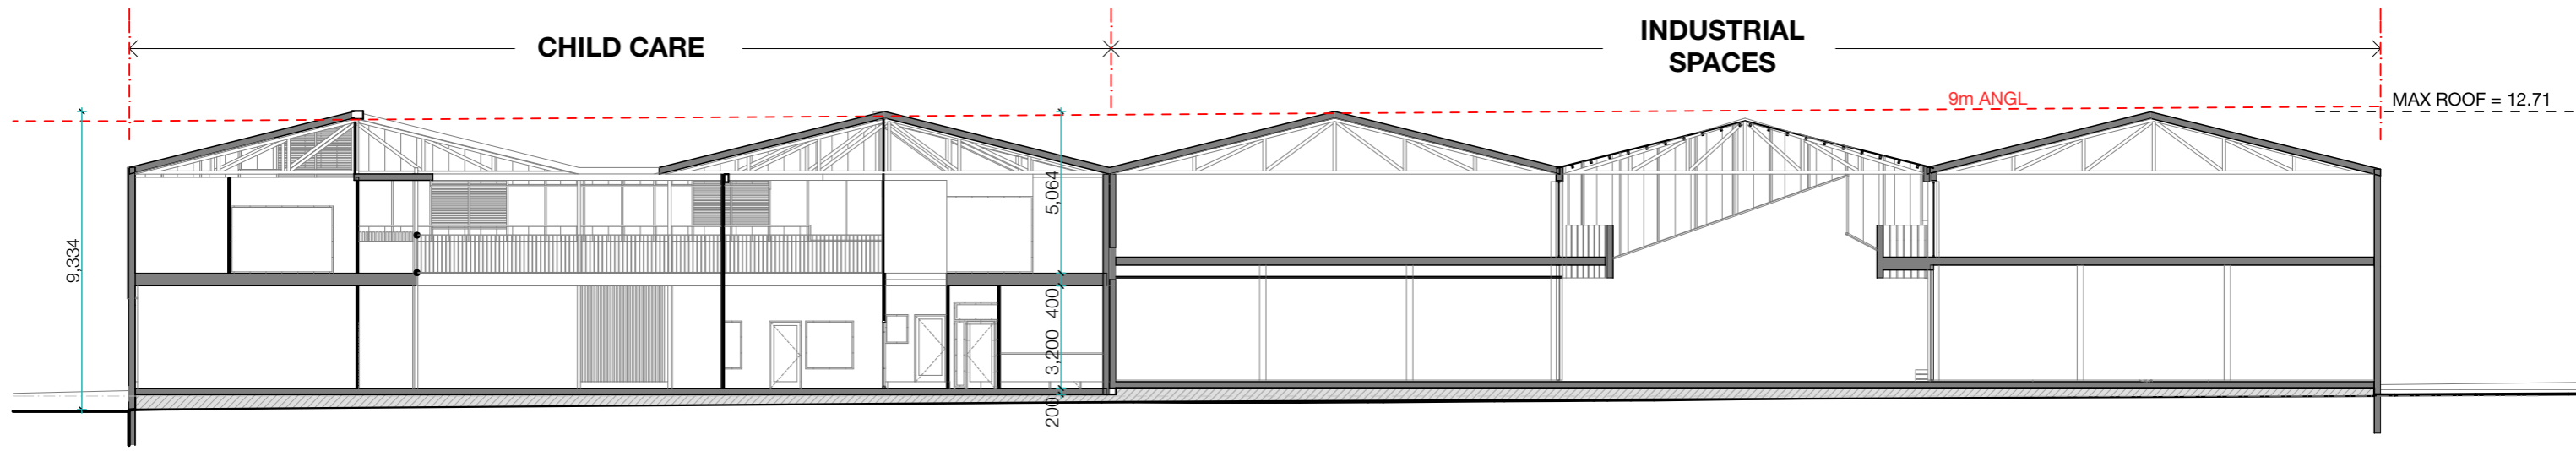 CHILD CARE
INDUSTRIAL
SPACES
9m ANGL
MAX ROOF = 12.71
9,334
5,064
400
3,200
200